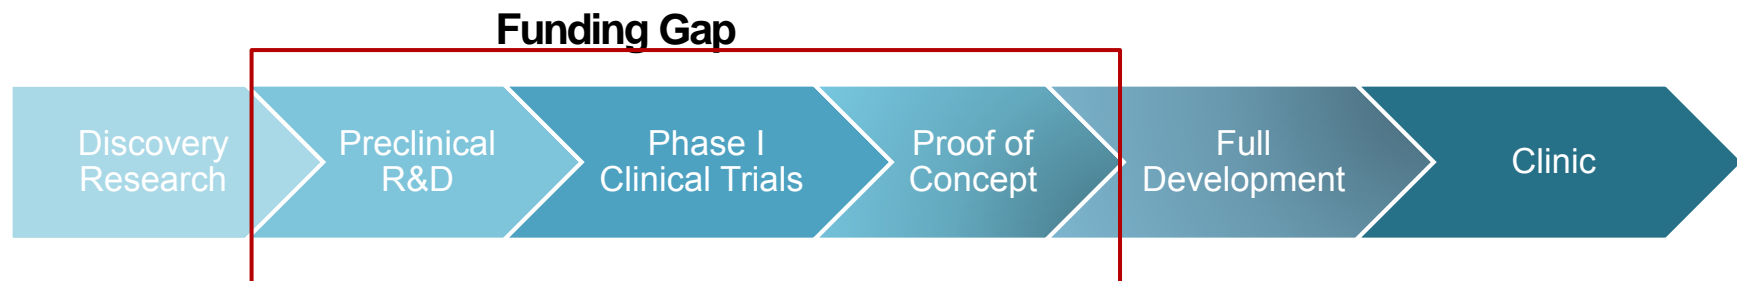 Funding Gap
Discovery
Research
Preclinical
R&D
Phase I
Clinical Trials
Proof of
Concept
Full
Development
Clinic